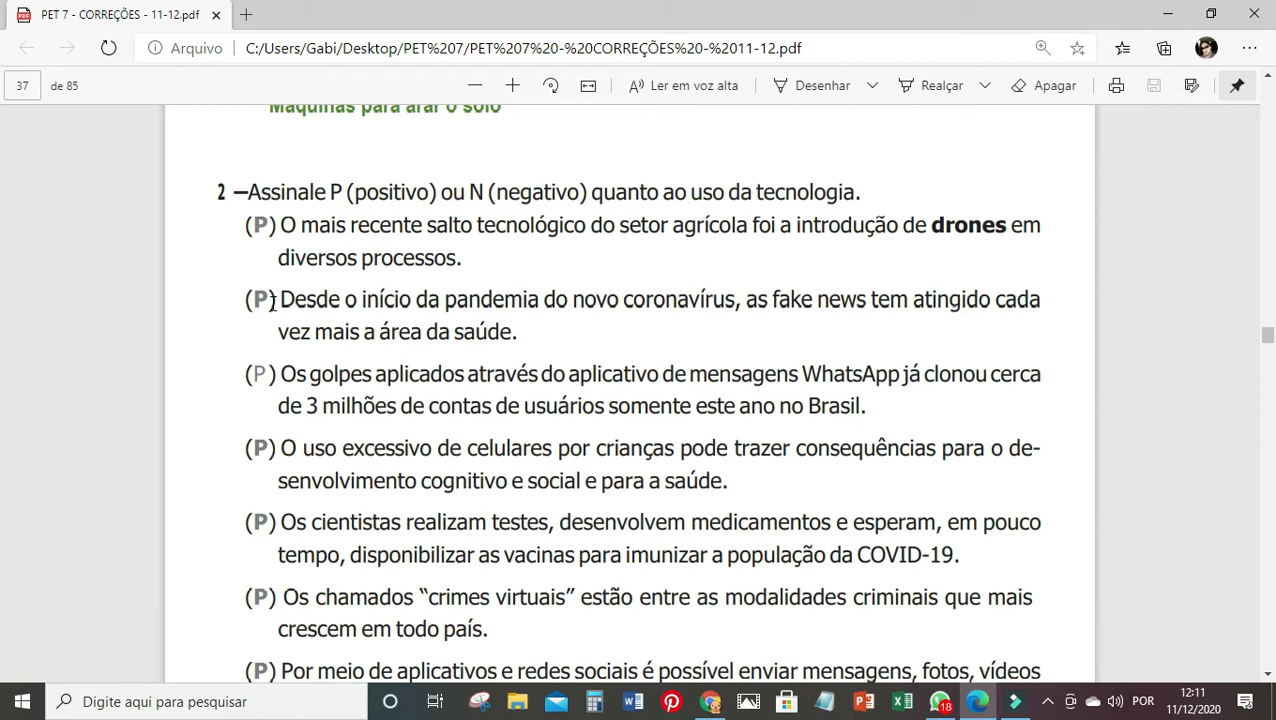 PET 7 - CORREÇÕES - 11-12.pdf
Arquivo
C:/Users/Gabi/Desktop/PET%207/PET%207%20-%20CORREÇÕES%20-%2011-12.pdf
37 de 85
Ler em voz alta
Desenhar
Realçar
Apagar
Máquinas para arar o solo
2 –Assinale P (positivo) ou N (negativo) quanto ao uso da tecnologia.
(P) O mais recente salto tecnológico do setor agrícola foi a introdução de drones em
diversos processos.
(P) Desde o início da pandemia do novo coronavírus, as fake news tem atingido cada
vez mais a área da saúde.
(P ) Os golpes aplicados através do aplicativo de mensagens WhatsApp já clonou cerca
de 3 milhões de contas de usuários somente este ano no Brasil.
(P) O uso excessivo de celulares por crianças pode trazer consequências para o de-
senvolvimento cognitivo e social e para a saúde.
(P) Os cientistas realizam testes, desenvolvem medicamentos e esperam, em pouco
tempo, disponibilizar as vacinas para imunizar a população da COVID-19.
(P) Os chamados “crimes virtuais” estão entre as modalidades criminais que mais
crescem em todo país.
(P) Por meio de aplicativos e redes sociais é possível enviar mensagens, fotos, vídeos
Digite aqui para pesquisar
18
POR
12:11
11/12/2020